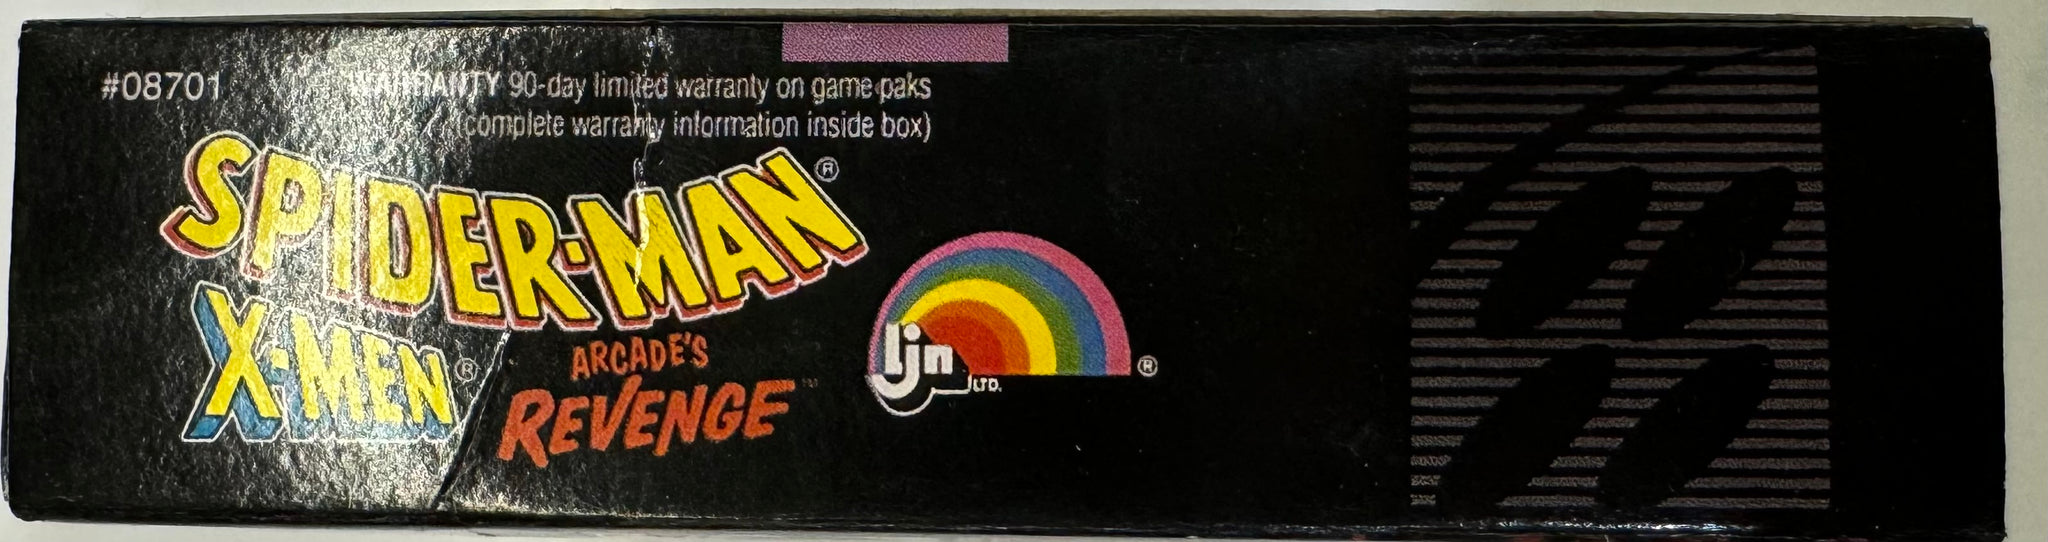 #08701
WARRANTY 90-day limited warranty on game paks
(complete warranty information inside box)
SPIDER-MAN®
X-MEN®
ARCADE'S
REVENGE™
ljn
LTD.
®